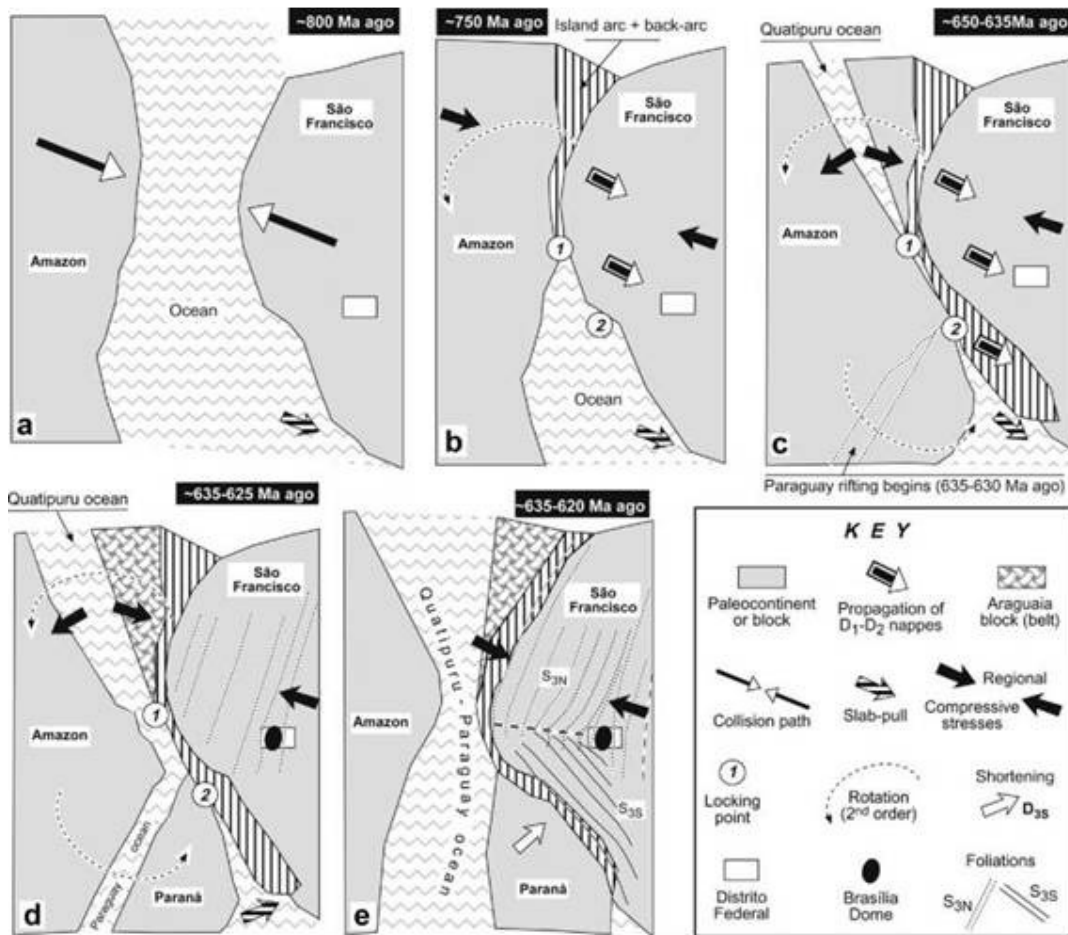 ~800 Ma ago
São
Francisco
Amazon
Ocean
a
~750 Ma ago
Island arc + back-arc
São
Francisco
Amazon
1
2
Ocean
b
~650-635Ma ago
Quatipuru ocean
São
Francisco
Amazon
1
2
c
Paraguay rifting begins (635-630 Ma ago)
~635-625 Ma ago
Quatipuru ocean
São
Francisco
1
Amazon
2
Paraguay ocean
Paranà
d
~635-620 Ma ago
São
Francisco
Quatipuru - Paraguay ocean
S3N
Amazon
S3S
Paranà
e
K E Y
Paleocontinent
or block
Propagation of
D1-D2 nappes
Araguaia
block (belt)
Collision path
Slab-pull
Regional
Compressive
stresses
1
Locking
point
Rotation
(2nd order)
Shortening
D3S
Distrito
Federal
Brasília
Dome
Foliations
S3N
S3S